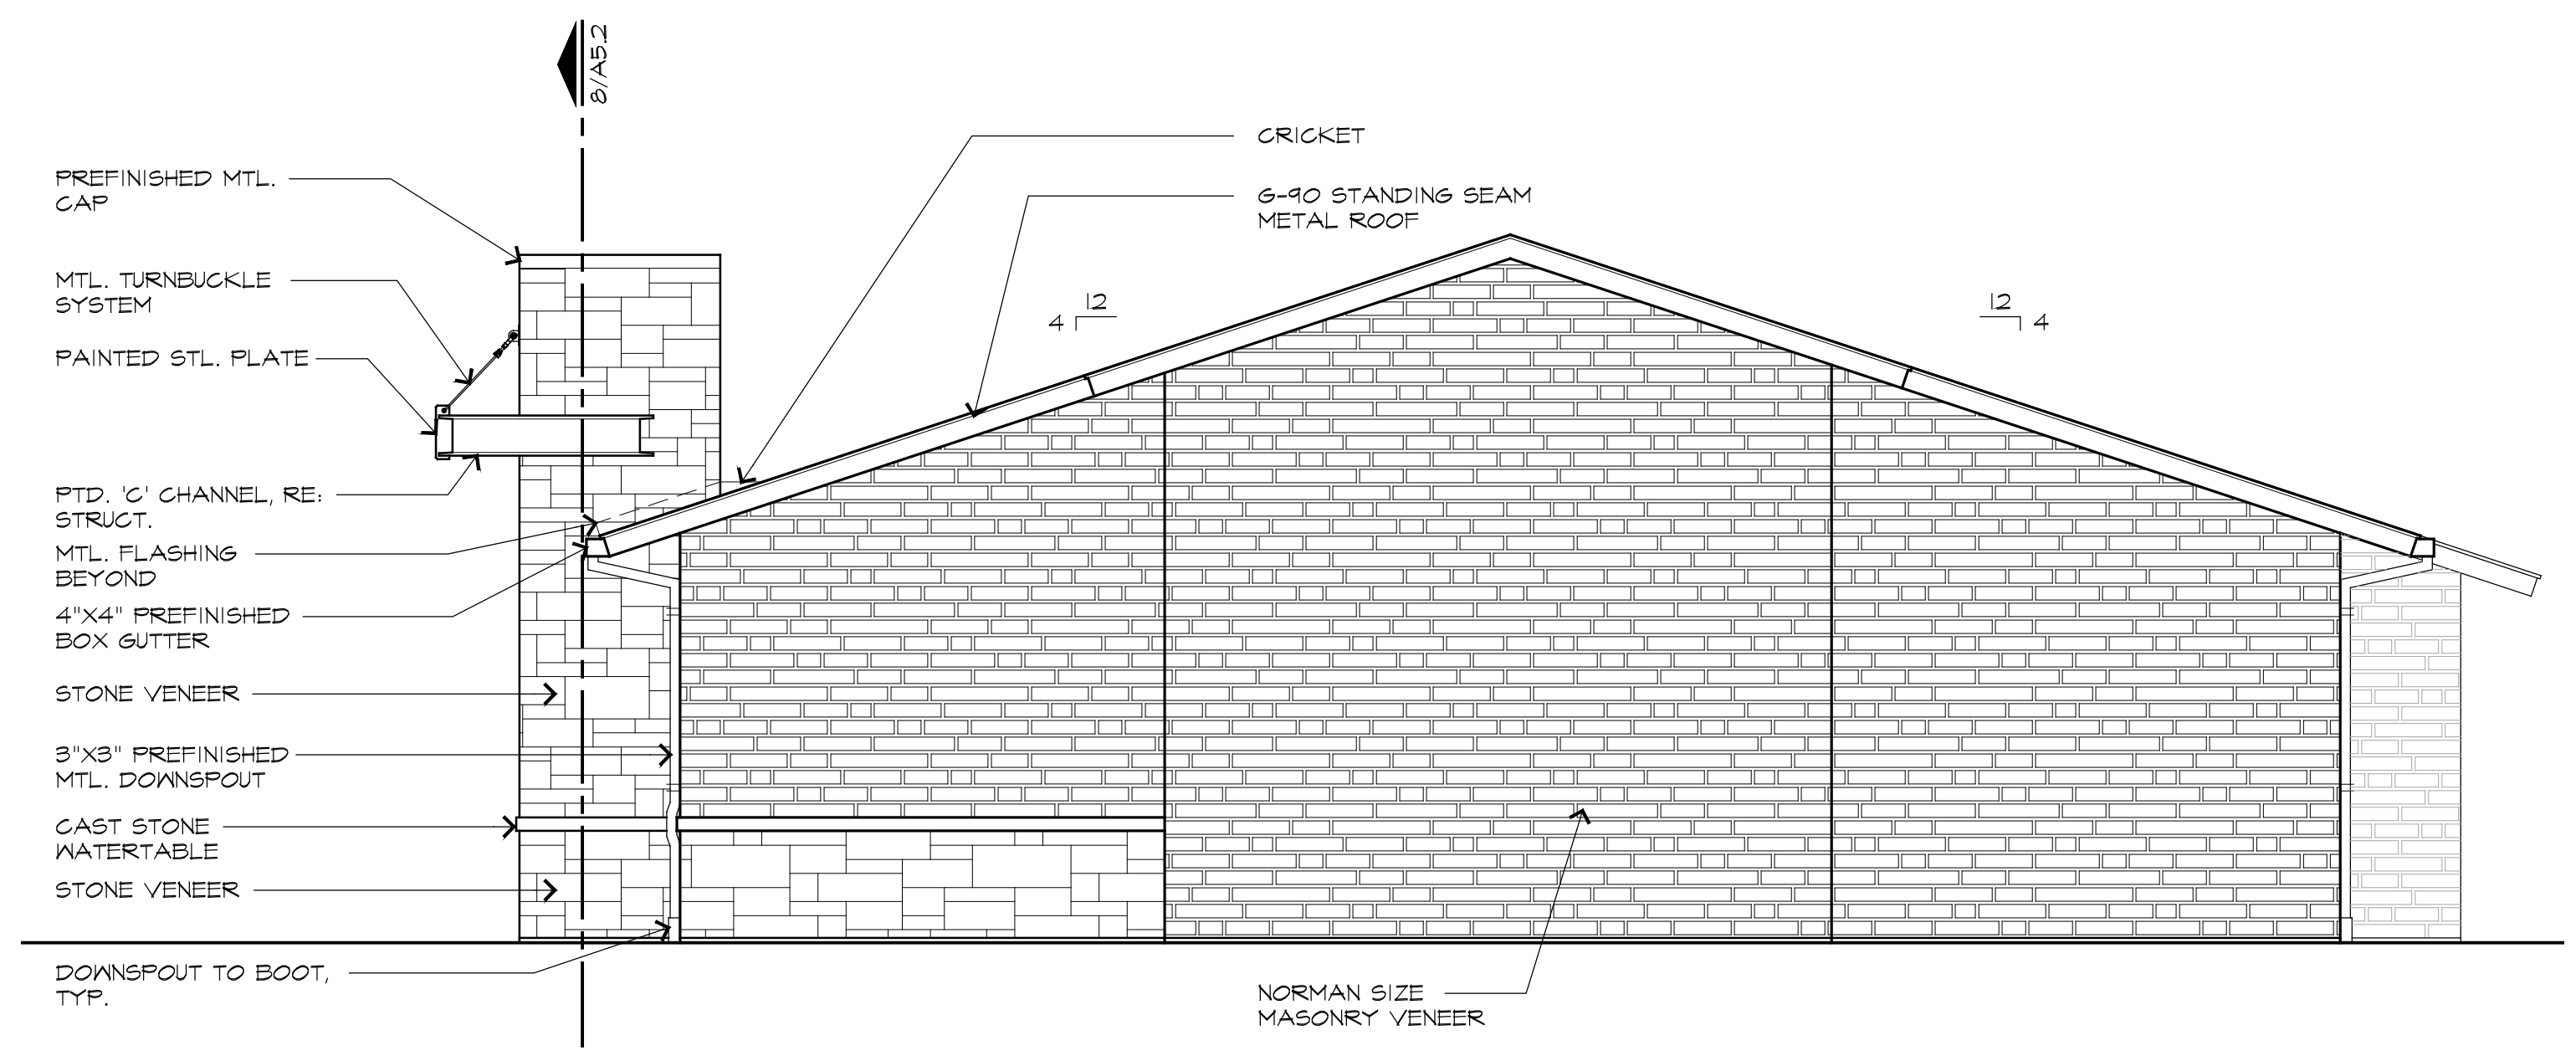 8/A5.2
PREFINISHED MTL.
CAP
MTL. TURNBUCKLE
SYSTEM
PAINTED STL. PLATE
PTD. 'C' CHANNEL, RE:
STRUCT.
MTL. FLASHING
BEYOND
4"X4" PREFINISHED
BOX GUTTER
STONE VENEER
3"X3" PREFINISHED
MTL. DOWNSPOUT
CAST STONE
WATERTABLE
STONE VENEER
DOWNSPOUT TO BOOT,
TYP.
CRICKET
G-90 STANDING SEAM
METAL ROOF
12
4
12
4
NORMAN SIZE
MASONRY VENEER